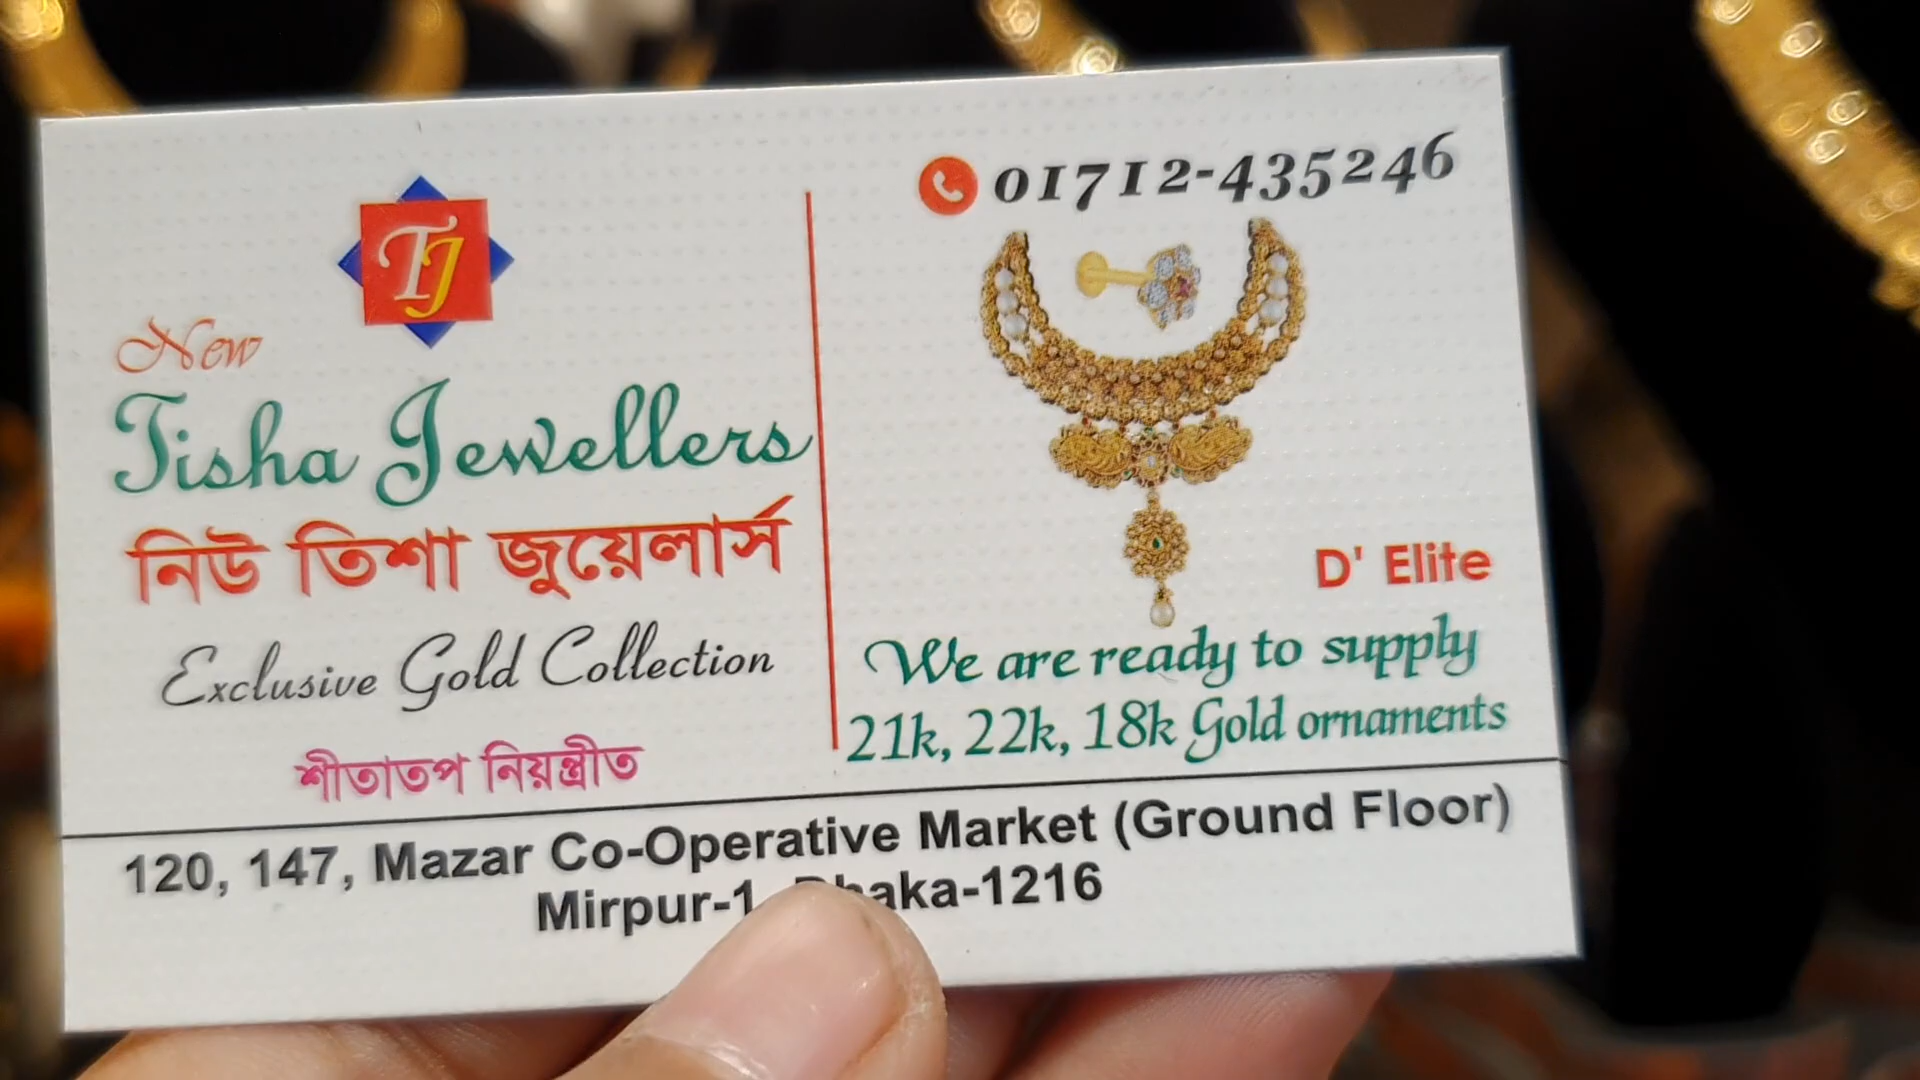 TJ
New
Tisha Jewellers
নিউ তিশা জুয়েলার্স
Exclusive Gold Collection
শীতাতপ নিয়ন্ত্রীত
01712-435246
D' Elite
We are ready to supply
21k, 22k, 18k Gold ornaments
120, 147, Mazar Co-Operative Market (Ground Floor)
Mirpur-1, Dhaka-1216